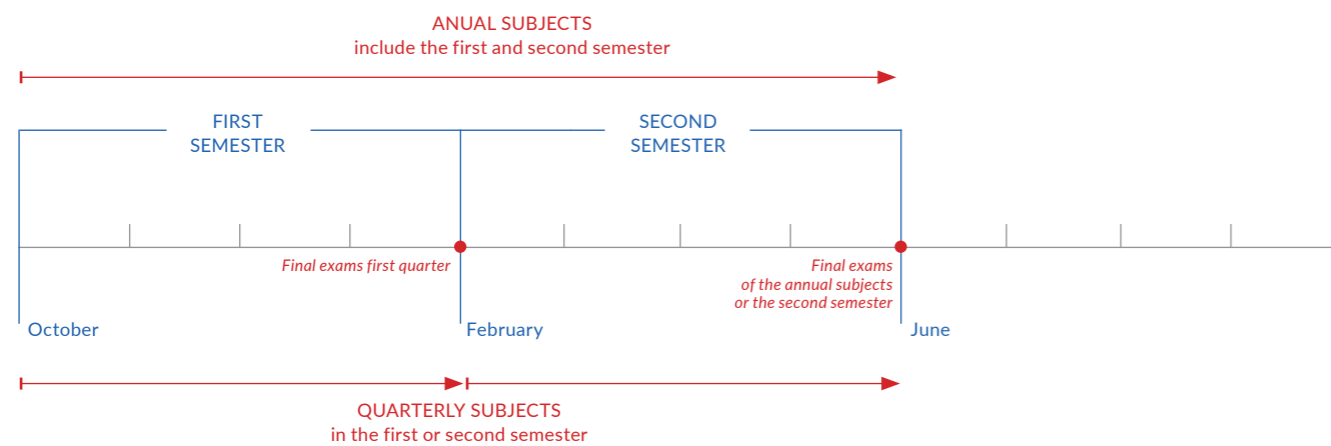 ANUAL SUBJECTS
include the first and second semester
FIRST
SEMESTER
SECOND
SEMESTER
Final exams first quarter
Final exams
of the annual subjects
or the second semester
October
February
June
QUARTERLY SUBJECTS
in the first or second semester